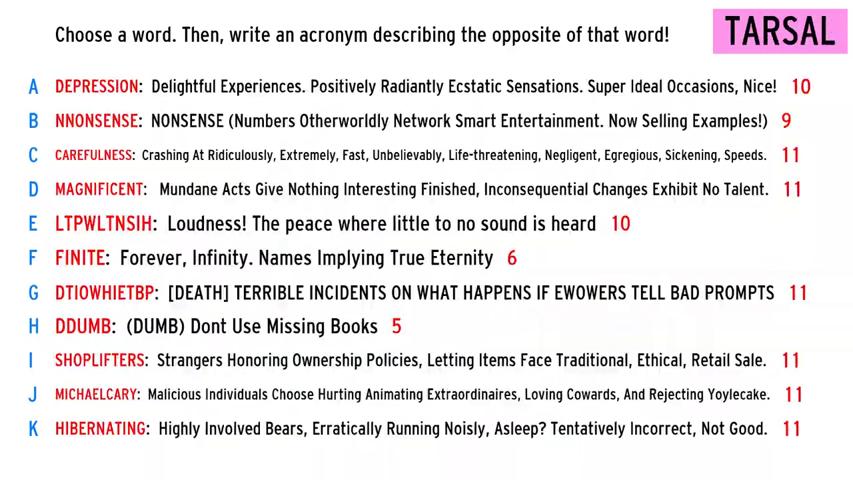 Choose a word. Then, write an acronym describing the opposite of that word!
TARSAL
A DEPRESSION: Delightful Experiences. Positively Radiantly Ecstatic Sensations. Super Ideal Occasions, Nice! 10
B NNONSENSE: NONSENSE (Numbers Otherworldly Network Smart Entertainment. Now Selling Examples!) 9
C CAREFULNESS: Crashing At Ridiculously, Extremely, Fast, Unbelievably, Life-threatening, Negligent, Egregious, Sickening, Speeds. 11
D MAGNIFICENT: Mundane Acts Give Nothing Interesting Finished, Inconsequential Changes Exhibit No Talent. 11
E LTPWLTNSIH: Loudness! The peace where little to no sound is heard 10
F FINITE: Forever, Infinity. Names Implying True Eternity 6
G DTIOWHIETBP: [DEATH] TERRIBLE INCIDENTS ON WHAT HAPPENS IF EWOWERS TELL BAD PROMPTS 11
H DDUMB: (DUMB) Dont Use Missing Books 5
I SHOPLIFTERS: Strangers Honoring Ownership Policies, Letting Items Face Traditional, Ethical, Retail Sale. 11
J MICHAELCARY: Malicious Individuals Choose Hurting Animating Extraordinaires, Loving Cowards, And Rejecting Yoylecake. 11
K HIBERNATING: Highly Involved Bears, Erratically Running Noisly, Asleep? Tentatively Incorrect, Not Good. 11